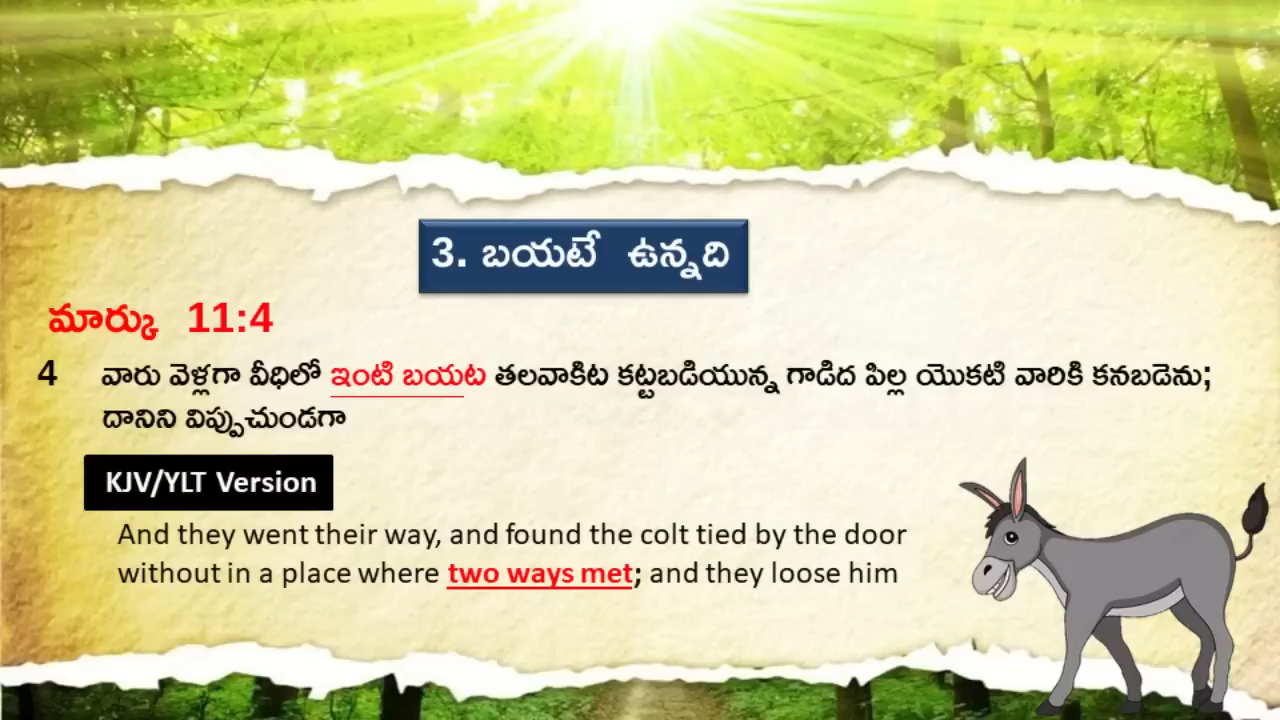 3. బయటే ఉన్నది
మార్కు 11:4
4 వారు వెళ్లగా వీధిలో ఇంటి బయట తలవాకిట కట్టబడియున్న గాడిద పిల్ల యొకటి వారికి కనబడెను;
దానిని విప్పుచుండగా
KJV/YLT Version
And they went their way, and found the colt tied by the door
without in a place where two ways met; and they loose him